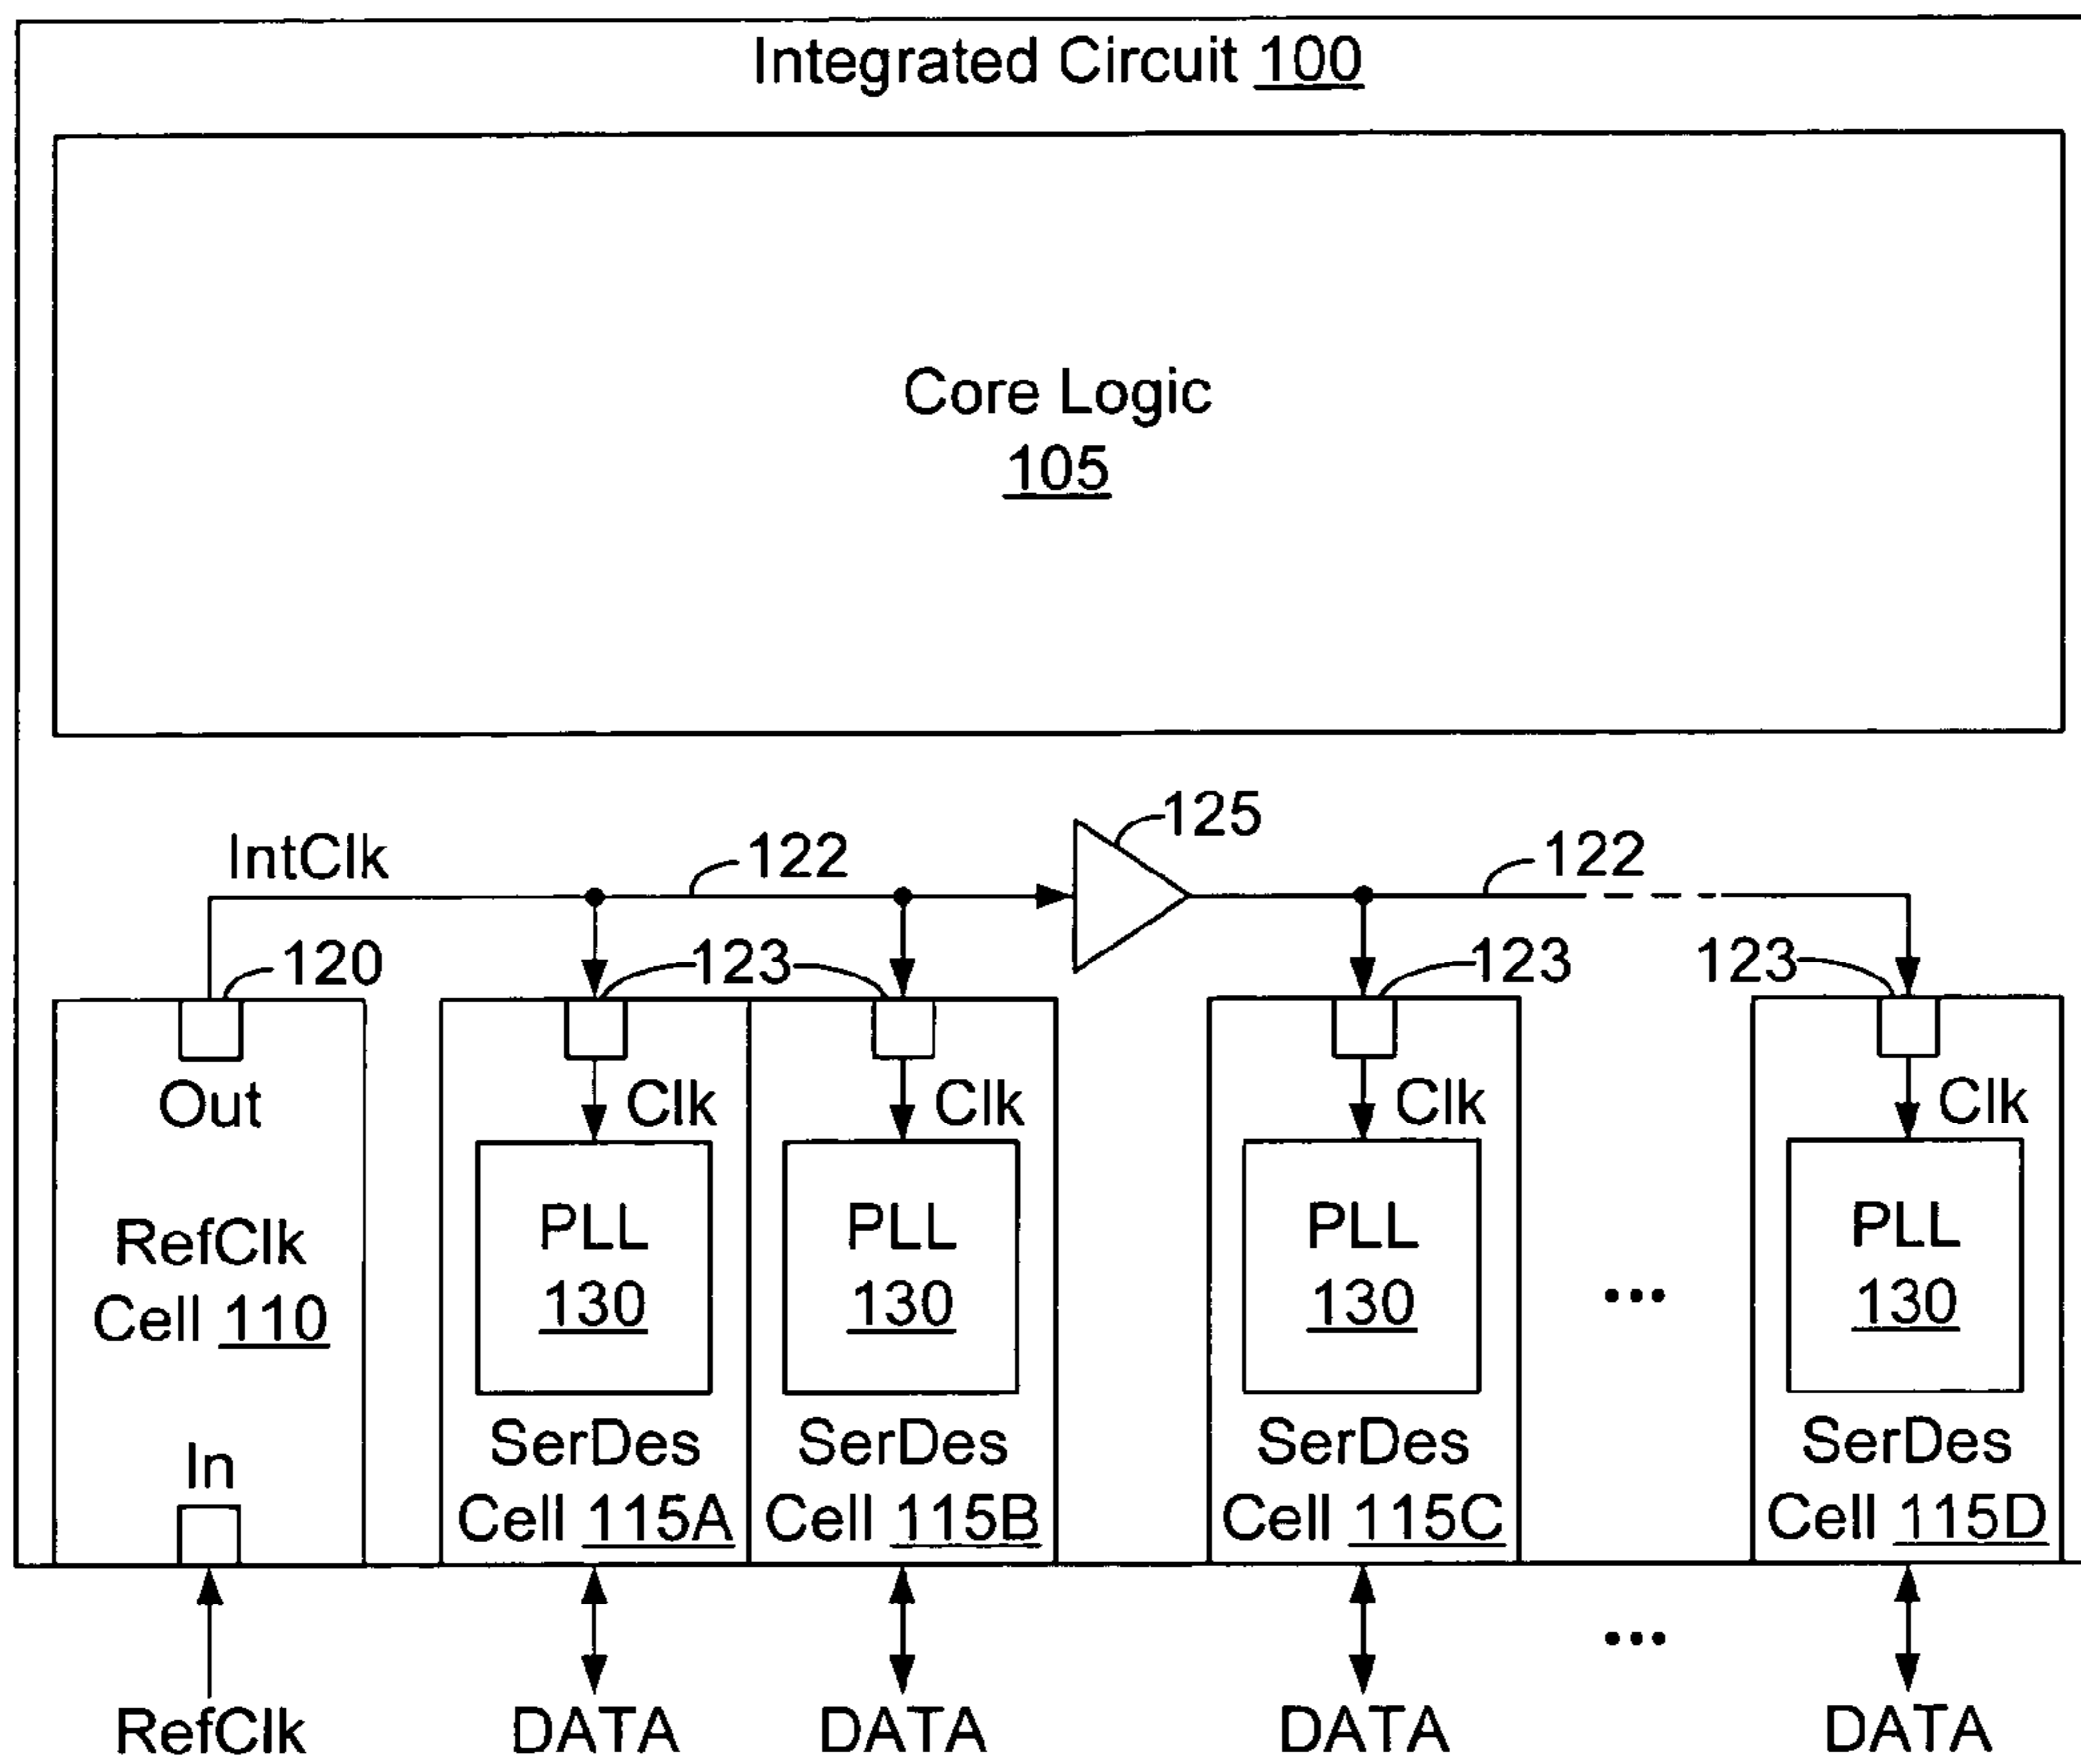 Integrated Circuit 100
Core Logic
105
125
IntClk
122
122
120
123
123
123
Out
Clk
Clk
Clk
Clk
RefClk
Cell 110
PLL
130
PLL
130
PLL
130
...
PLL
130
In
SerDes
Cell 115A
SerDes
Cell 115B
SerDes
Cell 115C
SerDes
Cell 115D
...
RefClk
DATA
DATA
DATA
DATA